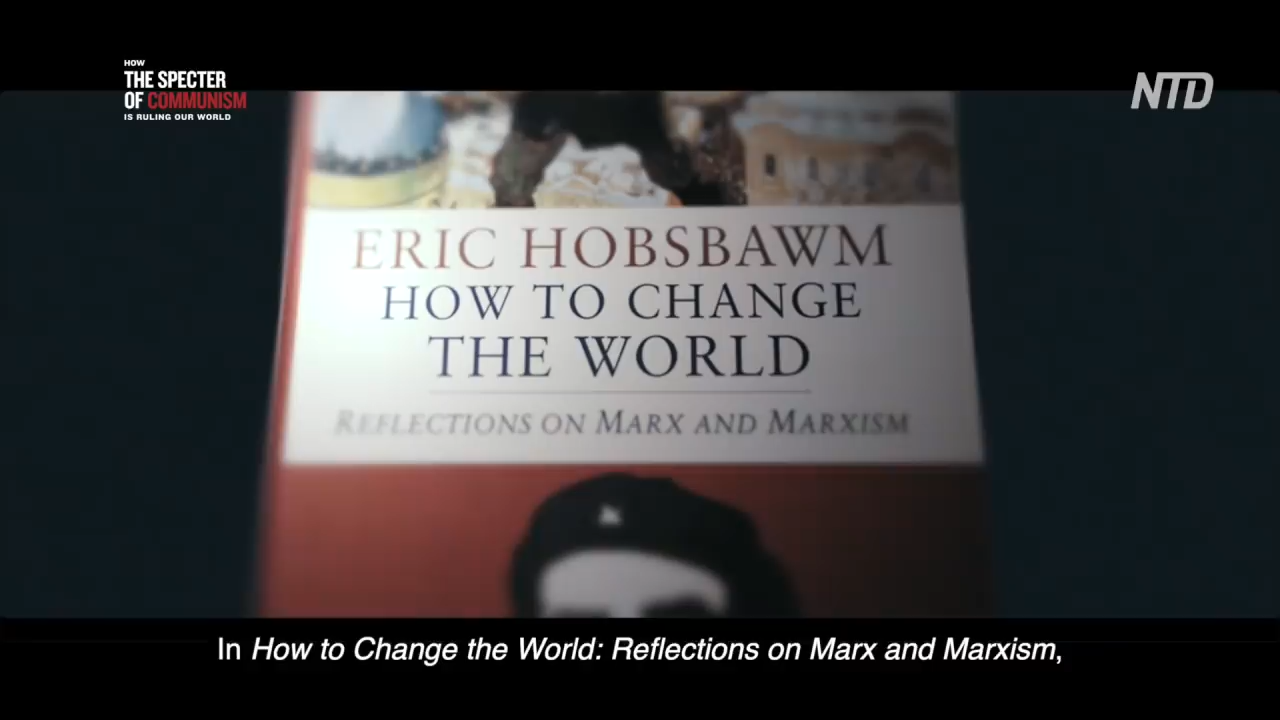 HOW
THE SPECTER
OF COMMUNISM
IS RULING OUR WORLD
NTD
ERIC HOBSBAWM
HOW TO CHANGE
THE WORLD
REFLECTIONS ON MARX AND MARXISM
In How to Change the World: Reflections on Marx and Marxism,